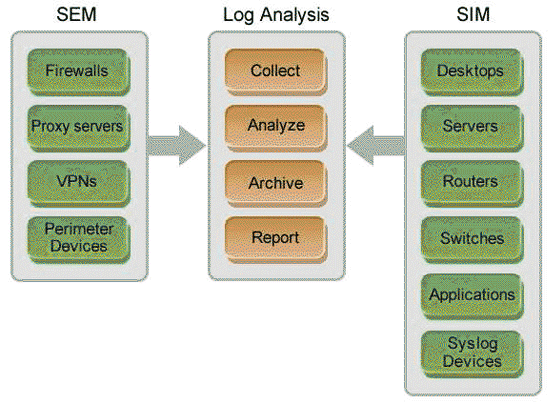 SEM
Firewalls
Proxy servers
VPNs
Perimeter
Devices
Log Analysis
Collect
Analyze
Archive
Report
SIM
Desktops
Servers
Routers
Switches
Applications
Syslog
Devices